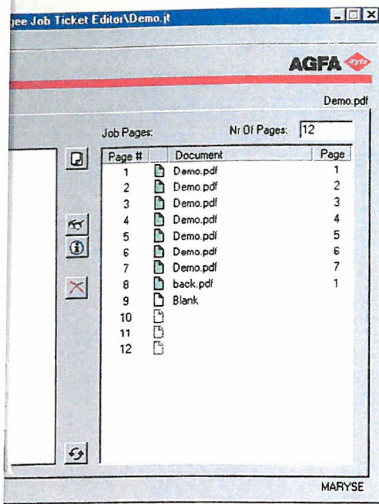 gee Job Ticket Editor\Demo.jt
AGFA
Demo.pdf
Job Pages: Nr Of Pages: 12
Page # Document Page
1 Demo.pdf 1
2 Demo.pdf 2
3 Demo.pdf 3
4 Demo.pdf 4
5 Demo.pdf 5
6 Demo.pdf 6
7 Demo.pdf 7
8 back.pdf 1
9 Blank
10
11
12
MARYSE